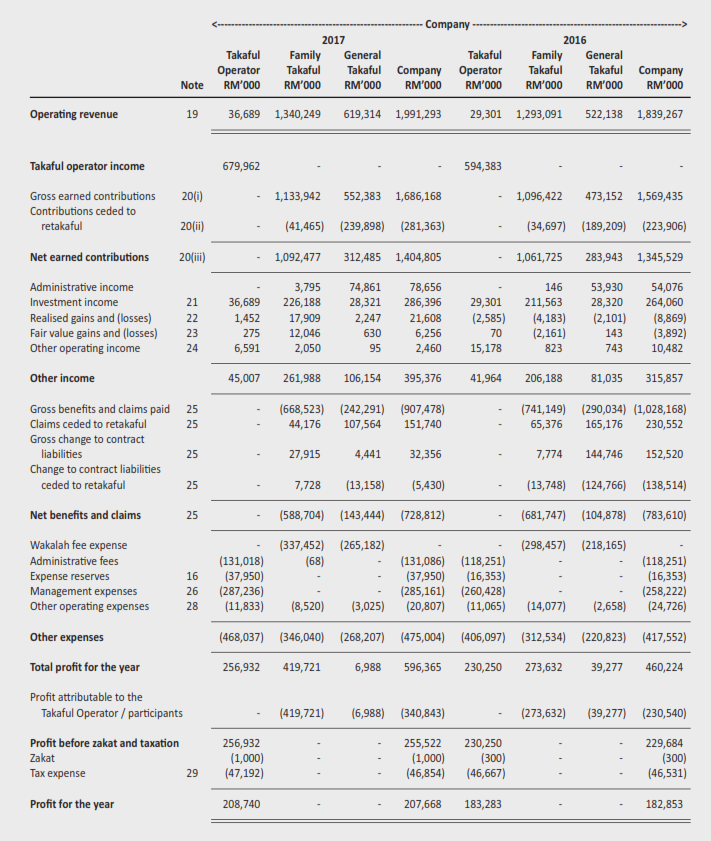 <---------- Company ---------->
2017 2016
Takaful Family General Takaful Family General
Operator Takaful Takaful Company Operator Takaful Takaful Company
Note RM'000 RM'000 RM'000 RM'000 RM'000 RM'000 RM'000 RM'000
Operating revenue 19 36,689 1,340,249 619,314 1,991,293 29,301 1,293,091 522,138 1,839,267
Takaful operator income 679,962 - - - 594,383 - - -
Gross earned contributions 20(i) - 1,133,942 552,383 1,686,168 - 1,096,422 473,152 1,569,435
Contributions ceded to
retakaful 20(ii) - (41,465) (239,898) (281,363) - (34,697) (189,209) (223,906)
Net earned contributions 20(iii) - 1,092,477 312,485 1,404,805 - 1,061,725 283,943 1,345,529
Administrative income - 3,795 74,861 78,656 - 146 53,930 54,076
Investment income 21 36,689 226,188 28,321 286,396 29,301 211,563 28,320 264,060
Realised gains and (losses) 22 1,452 17,909 2,247 21,608 (2,585) (4,183) (2,101) (8,869)
Fair value gains and (losses) 23 275 12,046 630 6,256 70 (2,161) 143 (3,892)
Other operating income 24 6,591 2,050 95 2,460 15,178 823 743 10,482
Other income 45,007 261,988 106,154 395,376 41,964 206,188 81,035 315,857
Gross benefits and claims paid 25 - (668,523) (242,291) (907,478) - (741,149) (290,034) (1,028,168)
Claims ceded to retakaful 25 - 44,176 107,564 151,740 - 65,376 165,176 230,552
Gross change to contract
liabilities 25 - 27,915 4,441 32,356 - 7,774 144,746 152,520
Change to contract liabilities
ceded to retakaful 25 - 7,728 (13,158) (5,430) - (13,748) (124,766) (138,514)
Net benefits and claims 25 - (588,704) (143,444) (728,812) - (681,747) (104,878) (783,610)
Wakalah fee expense - (337,452) (265,182) - - (298,457) (218,165) -
Administrative fees (131,018) (68) - (131,086) (118,251) - - (118,251)
Expense reserves 16 (37,950) - - (37,950) (16,353) - - (16,353)
Management expenses 26 (287,236) - - (285,161) (260,428) - - (258,222)
Other operating expenses 28 (11,833) (8,520) (3,025) (20,807) (11,065) (14,077) (2,658) (24,726)
Other expenses (468,037) (346,040) (268,207) (475,004) (406,097) (312,534) (220,823) (417,552)
Total profit for the year 256,932 419,721 6,988 596,365 230,250 273,632 39,277 460,224
Profit attributable to the
Takaful Operator / participants - (419,721) (6,988) (340,843) - (273,632) (39,277) (230,540)
Profit before zakat and taxation 256,932 - - 255,522 230,250 - - 229,684
Zakat (1,000) - - (1,000) (300) - - (300)
Tax expense 29 (47,192) - - (46,854) (46,667) - - (46,531)
Profit for the year 208,740 - - 207,668 183,283 - - 182,853